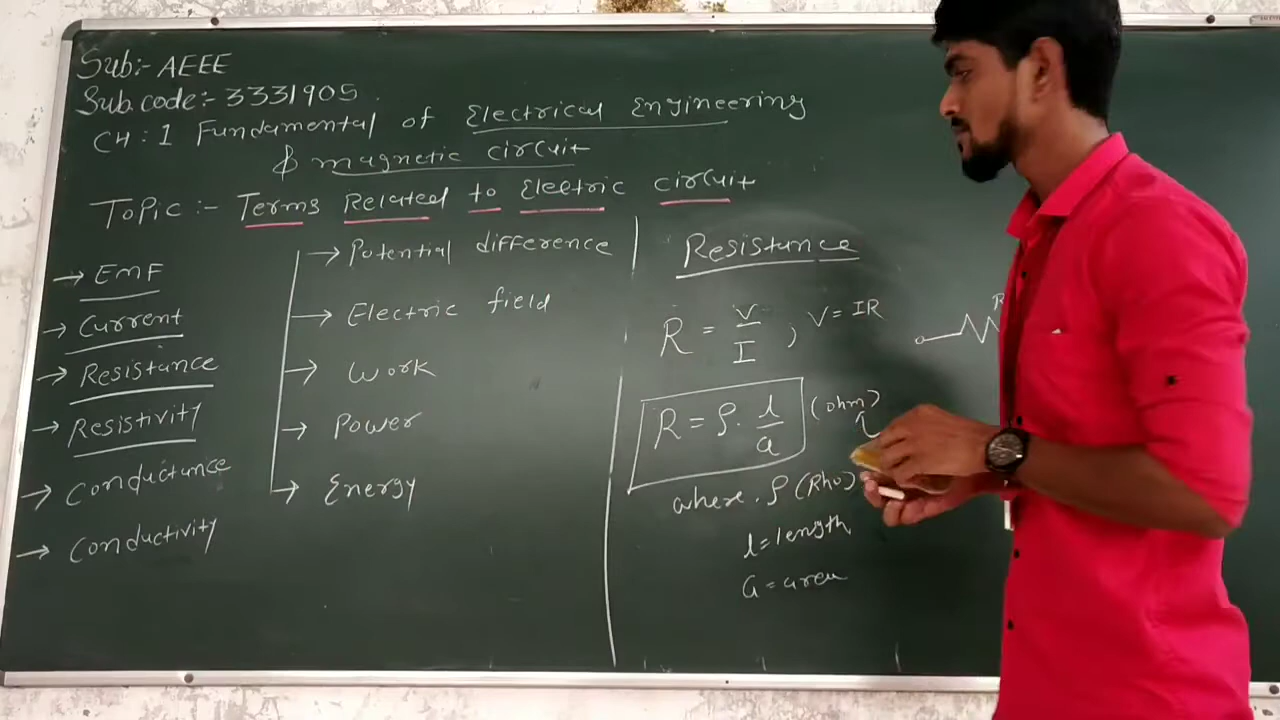 Sub:- AEEE
Sub.code:- 3331905
CH:1 Fundamental of Electrical Engineering
& magnetic circuit
Topic:- Terms Related to Electric circuit
→ EMF
→ Current
→ Resistance
→ Resistivity
→ Conductance
→ Conductivity
→ Potential difference
→ Electric field
→ Work
→ Power
→ Energy
Resistance
R = V/I , V = IR
R
R = ρ. l/a (ohm)
where. ρ (Rho)
l = length
a = area